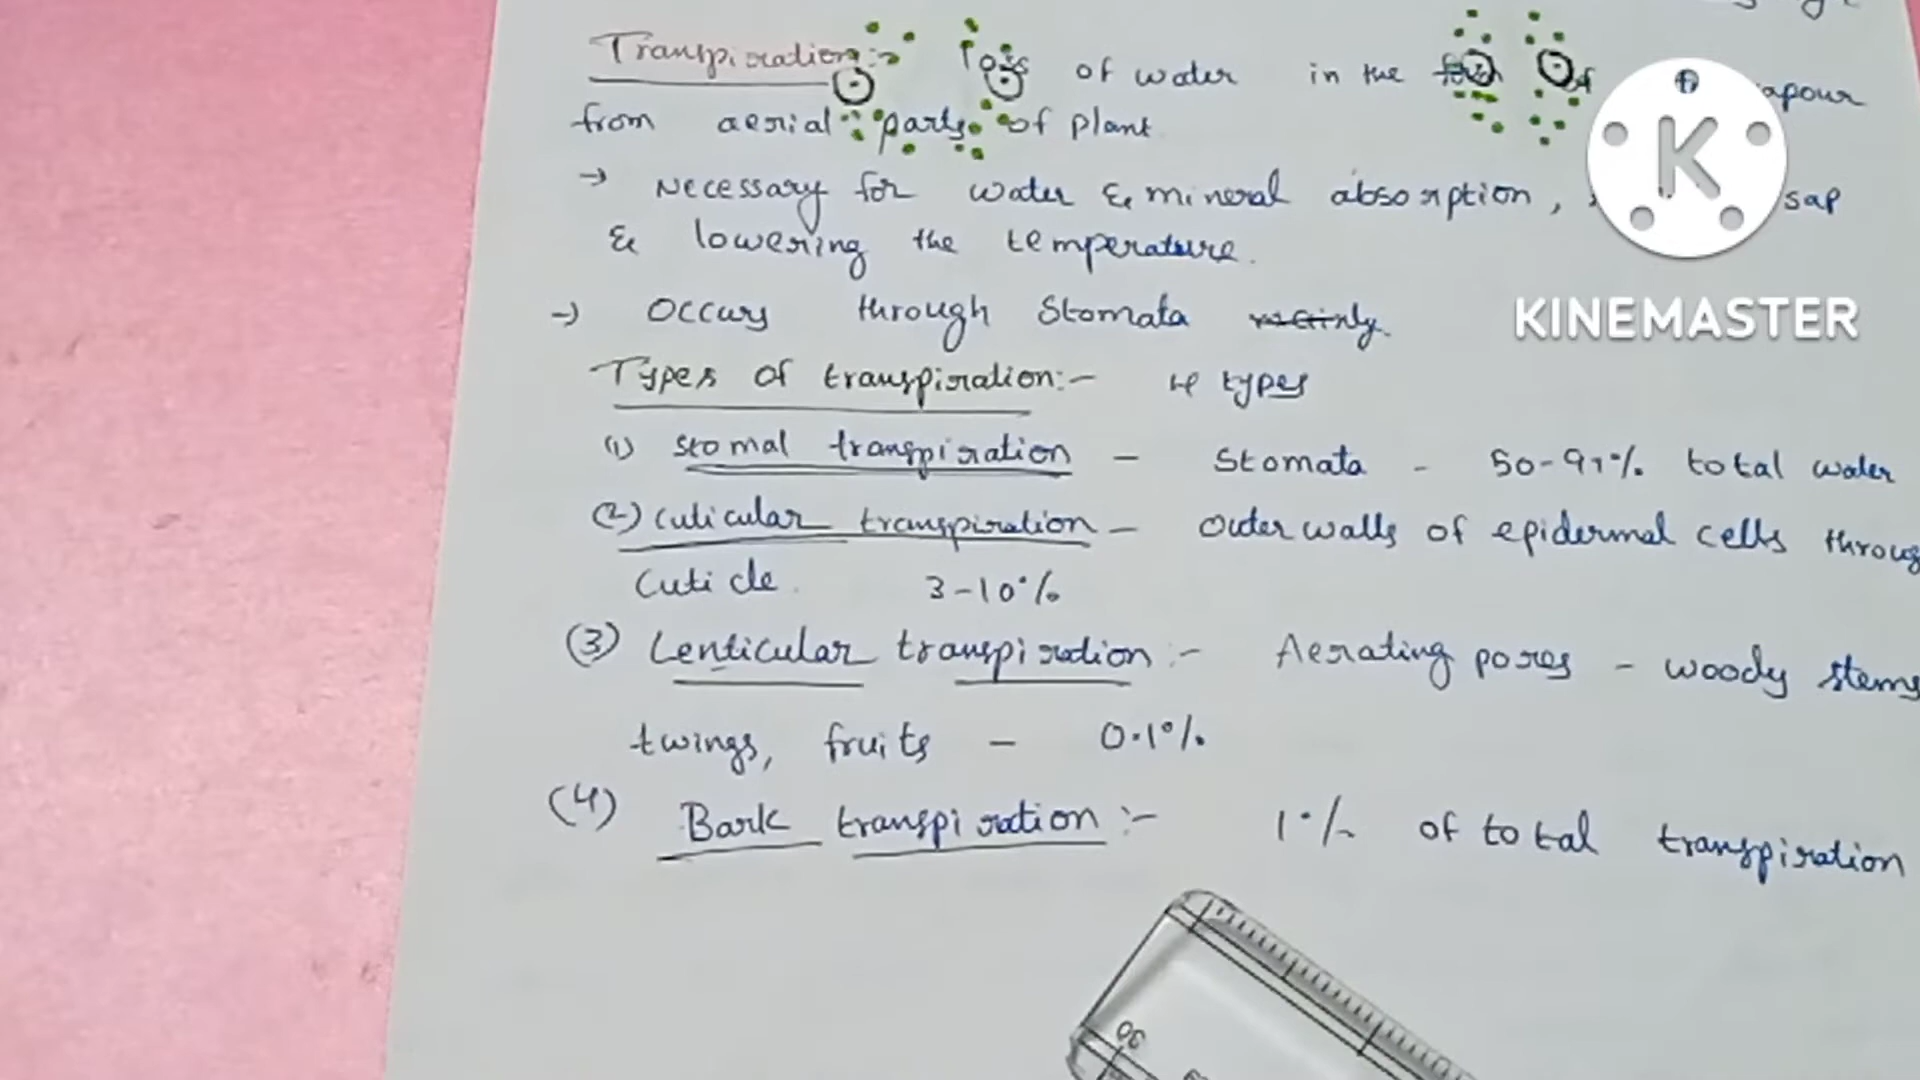 Transpiration :- Loss of water in the form of vapour
from aerial parts of plant
→ Necessary for water & mineral absorption, sap
& lowering the temperature.
→ Occurs through Stomata
Types of transpiration:- 4 types
(1) Stomal transpiration - Stomata - 50-97% total water
(2) Cuticular transpiration - Outer walls of epidermal cells throug
Cuticle. 3-10%
(3) Lenticular transpiration :- Aerating pores - woody stems
twings, fruits - 0.1%
(4) Bark transpiration :- 1% of total transpiration
K
KINEMASTER
30